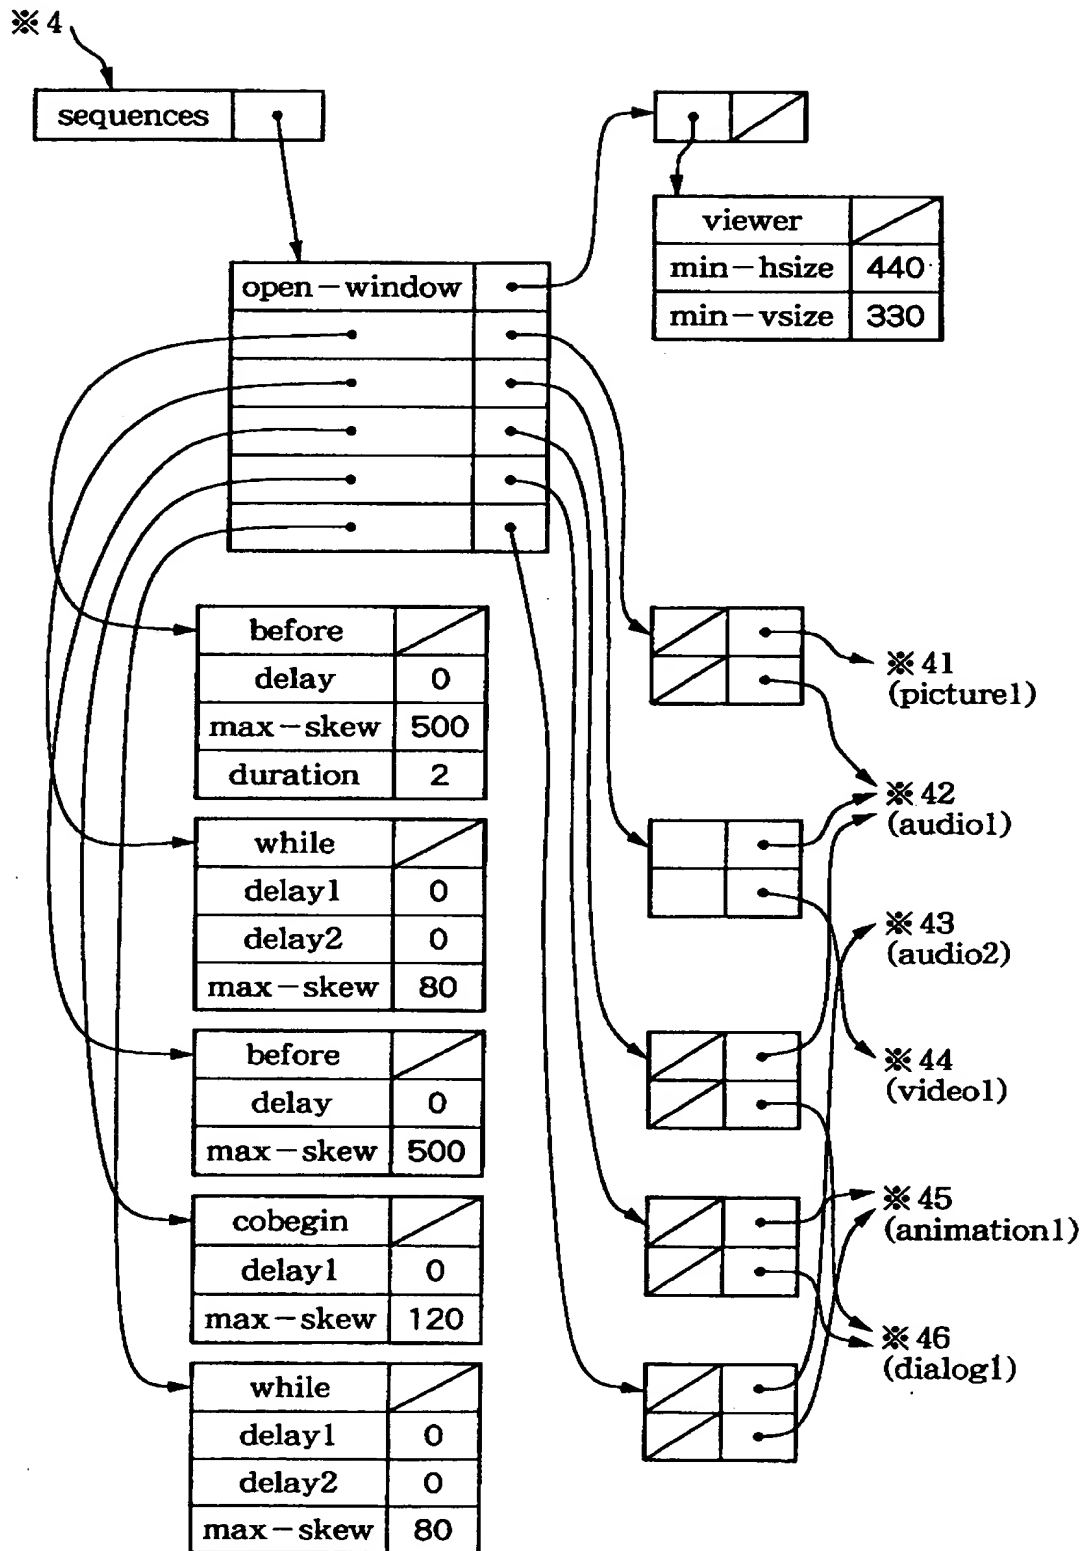 ※4
sequences
viewer
min-hsize 440
min-vsize 330
open-window
before
delay 0
max-skew 500
duration 2
while
delay1 0
delay2 0
max-skew 80
before
delay 0
max-skew 500
cobegin
delay1 0
max-skew 120
while
delay1 0
delay2 0
max-skew 80
※41
(picture1)
※42
(audio1)
※43
(audio2)
※44
(video1)
※45
(animation1)
※46
(dialog1)